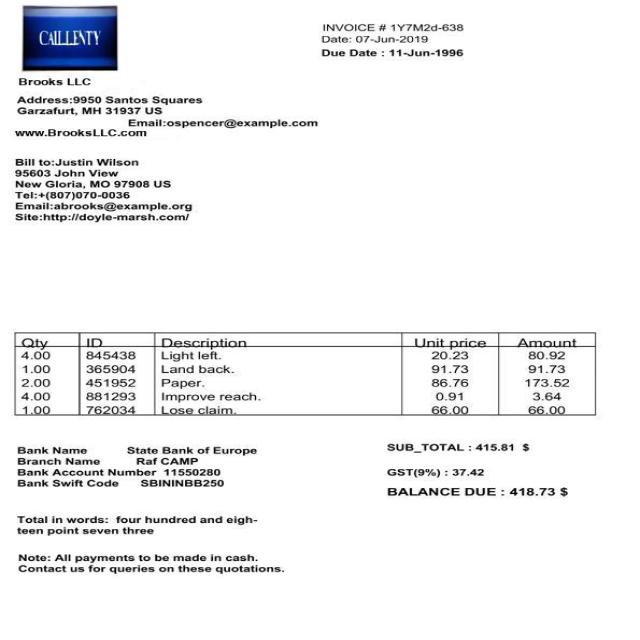 CAILLENTY
INVOICE # 1Y7M2d-638
Date: 07-Jun-2019
Due Date : 11-Jun-1996
Brooks LLC
Address:9950 Santos Squares
Garzafurt, MH 31937 US
Email:ospencer@example.com
www.BrooksLLC.com
Bill to:Justin Wilson
95603 John View
New Gloria, MO 97908 US
Tel:+(807)070-0036
Email:abrooks@example.org
Site:http://doyle-marsh.com/
Qty ID Description Unit price Amount
4.00 845438 Light left. 20.23 80.92
1.00 365904 Land back. 91.73 91.73
2.00 451952 Paper. 86.76 173.52
4.00 881293 Improve reach. 0.91 3.64
1.00 762034 Lose claim. 66.00 66.00
Bank Name State Bank of Europe
Branch Name Raf CAMP
Bank Account Number 11550280
Bank Swift Code SBININBB250
SUB_TOTAL : 415.81 $
GST(9%) : 37.42
BALANCE DUE : 418.73 $
Total in words: four hundred and eigh-
teen point seven three
Note: All payments to be made in cash.
Contact us for queries on these quotations.